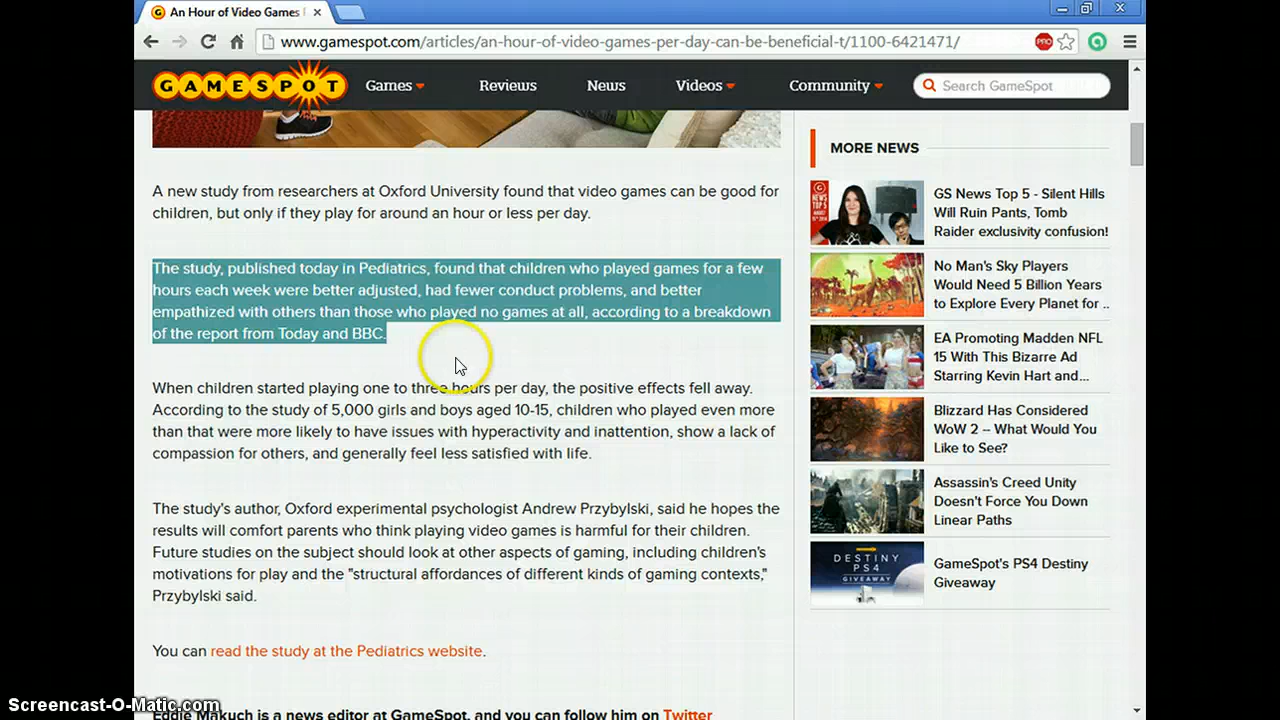 An Hour of Video Games
www.gamespot.com/articles/an-hour-of-video-games-per-day-can-be-beneficial-t/1100-6421471/
PRO
GAMESPOT
Games
Reviews
News
Videos
Community
Search GameSpot
A new study from researchers at Oxford University found that video games can be good for
children, but only if they play for around an hour or less per day.
The study, published today in Pediatrics, found that children who played games for a few
hours each week were better adjusted, had fewer conduct problems, and better
empathized with others than those who played no games at all, according to a breakdown
of the report from Today and BBC.
When children started playing one to three hours per day, the positive effects fell away.
According to the study of 5,000 girls and boys aged 10-15, children who played even more
than that were more likely to have issues with hyperactivity and inattention, show a lack of
compassion for others, and generally feel less satisfied with life.
The study's author, Oxford experimental psychologist Andrew Przybylski, said he hopes the
results will comfort parents who think playing video games is harmful for their children.
Future studies on the subject should look at other aspects of gaming, including children's
motivations for play and the "structural affordances of different kinds of gaming contexts,"
Przybylski said.
You can read the study at the Pediatrics website.
Eddie Makuch is a news editor at GameSpot, and you can follow him on Twitter
MORE NEWS
NEWS
TOP 5
GS News Top 5 - Silent Hills
Will Ruin Pants, Tomb
Raider exclusivity confusion!
No Man's Sky Players
Would Need 5 Billion Years
to Explore Every Planet for ..
EA Promoting Madden NFL
15 With This Bizarre Ad
Starring Kevin Hart and...
Blizzard Has Considered
WoW 2 -- What Would You
Like to See?
Assassin's Creed Unity
Doesn't Force You Down
Linear Paths
DESTINY
PS4
GIVEAWAY
GameSpot's PS4 Destiny
Giveaway
Screencast-O-Matic.com